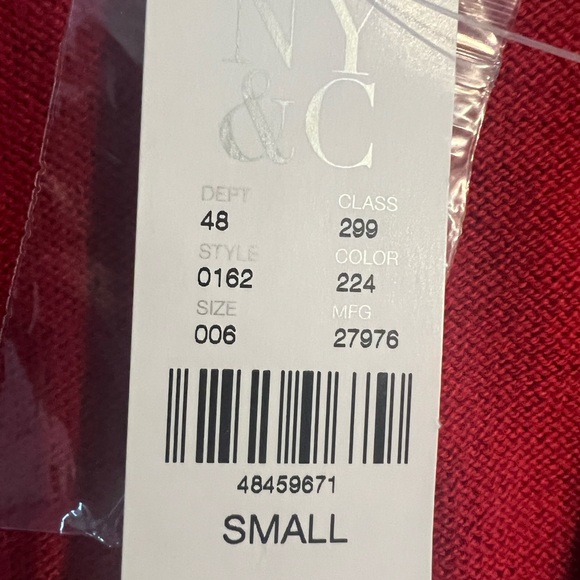 NY
&C
DEPT CLASS
48 299
STYLE COLOR
0162 224
SIZE MFG
006 27976
48459671
SMALL